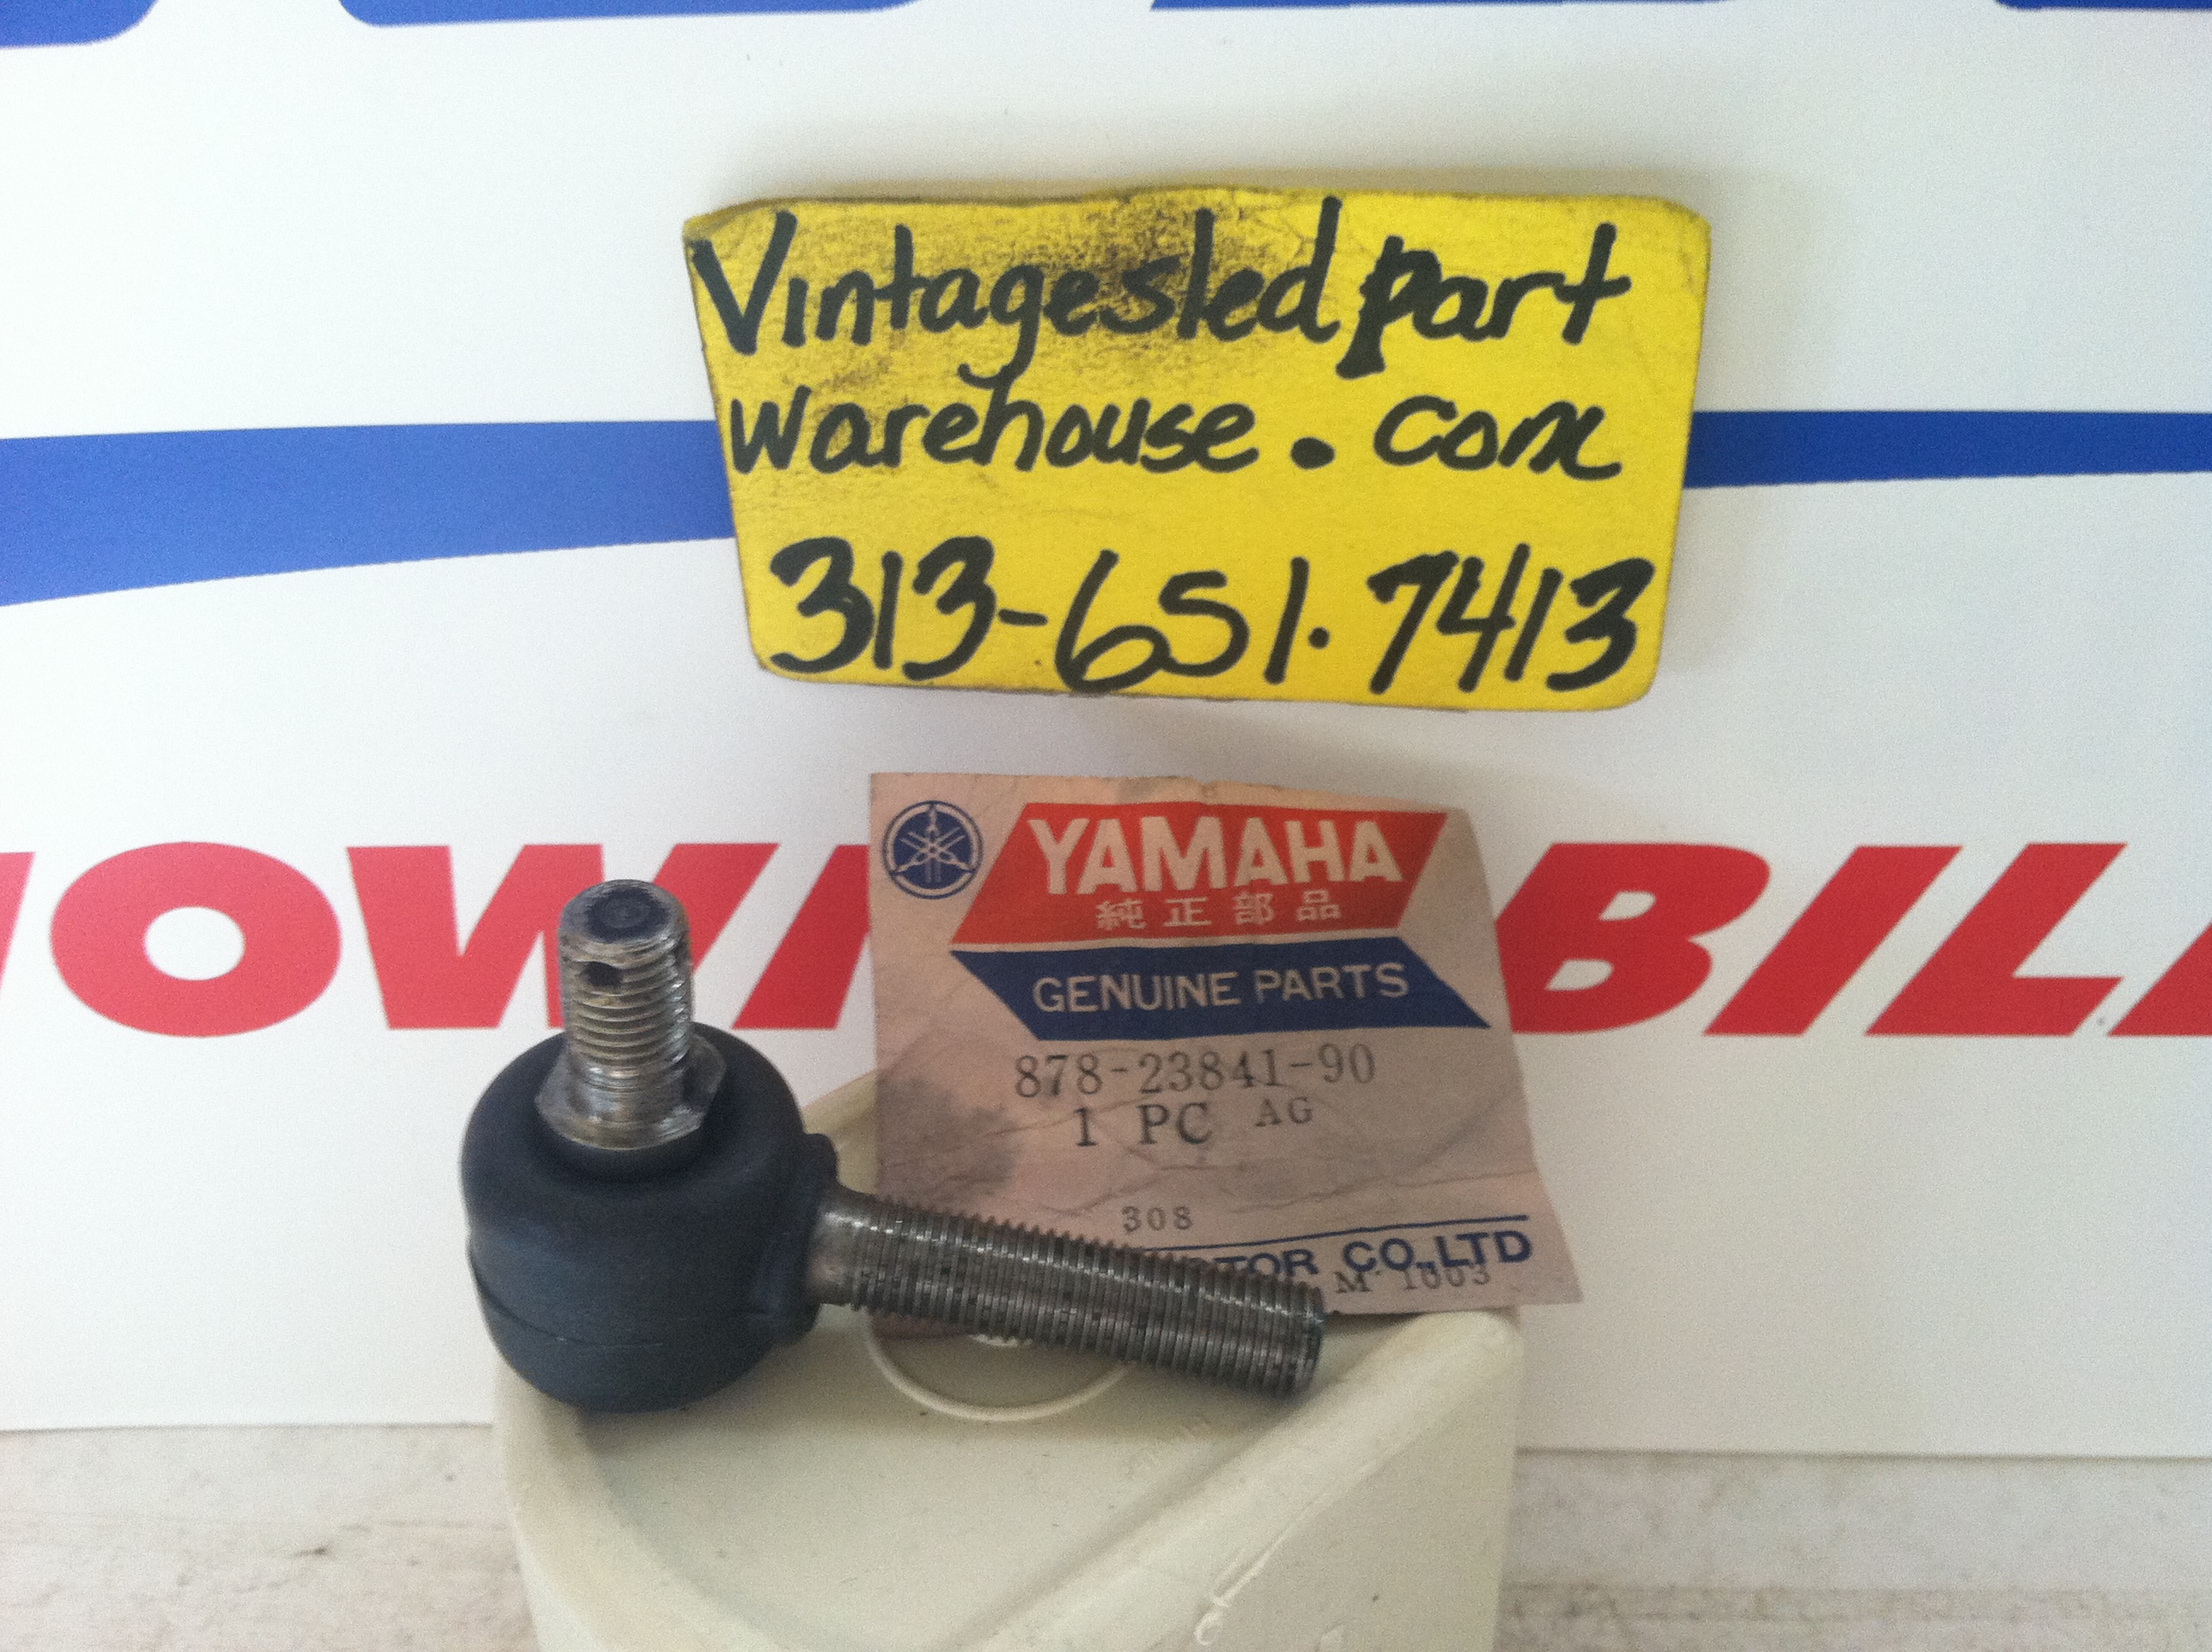 Vintagesled part
warehouse.com
313-651.7413
YAMAHA
純正部品
GENUINE PARTS
878-23841-90
1 PC AG
308
CO.,LTD
M 1003